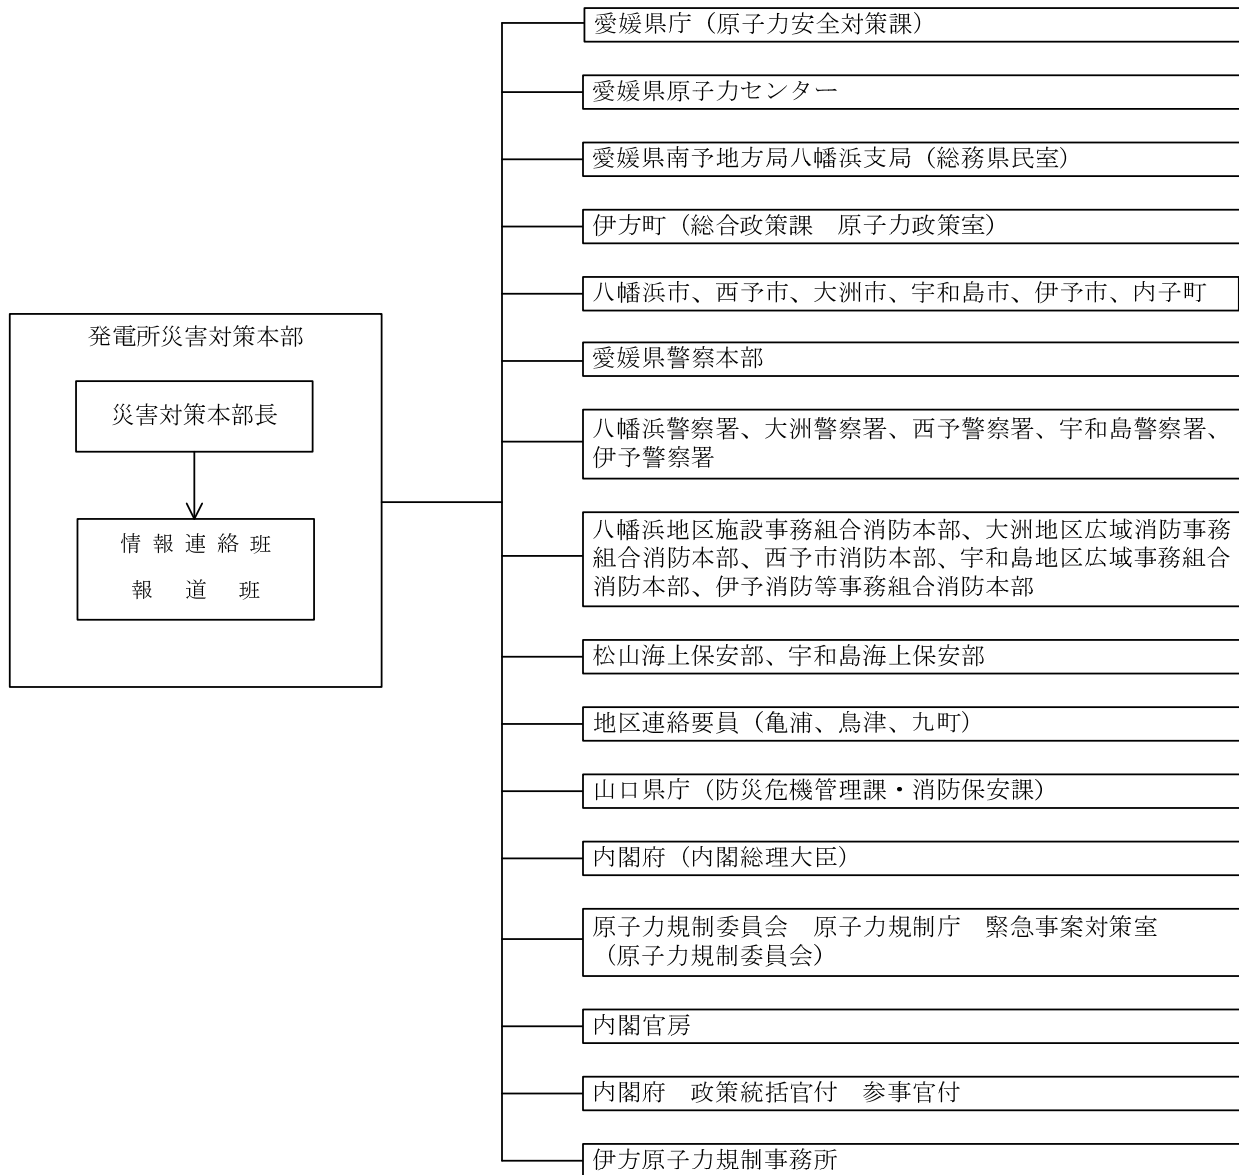 発電所災害対策本部
災害対策本部長
情報連絡班
報道班
愛媛県庁（原子力安全対策課）
愛媛県原子力センター
愛媛県南予地方局八幡浜支局（総務県民室）
伊方町（総合政策課　原子力政策室）
八幡浜市、西予市、大洲市、宇和島市、伊予市、内子町
愛媛県警察本部
八幡浜警察署、大洲警察署、西予警察署、宇和島警察署、
伊予警察署
八幡浜地区施設事務組合消防本部、大洲地区広域消防事務
組合消防本部、西予市消防本部、宇和島地区広域事務組合
消防本部、伊予消防等事務組合消防本部
松山海上保安部、宇和島海上保安部
地区連絡要員（亀浦、鳥津、九町）
山口県庁（防災危機管理課・消防保安課）
内閣府（内閣総理大臣）
原子力規制委員会　原子力規制庁　緊急事案対策室
（原子力規制委員会）
内閣官房
内閣府　政策統括官付　参事官付
伊方原子力規制事務所